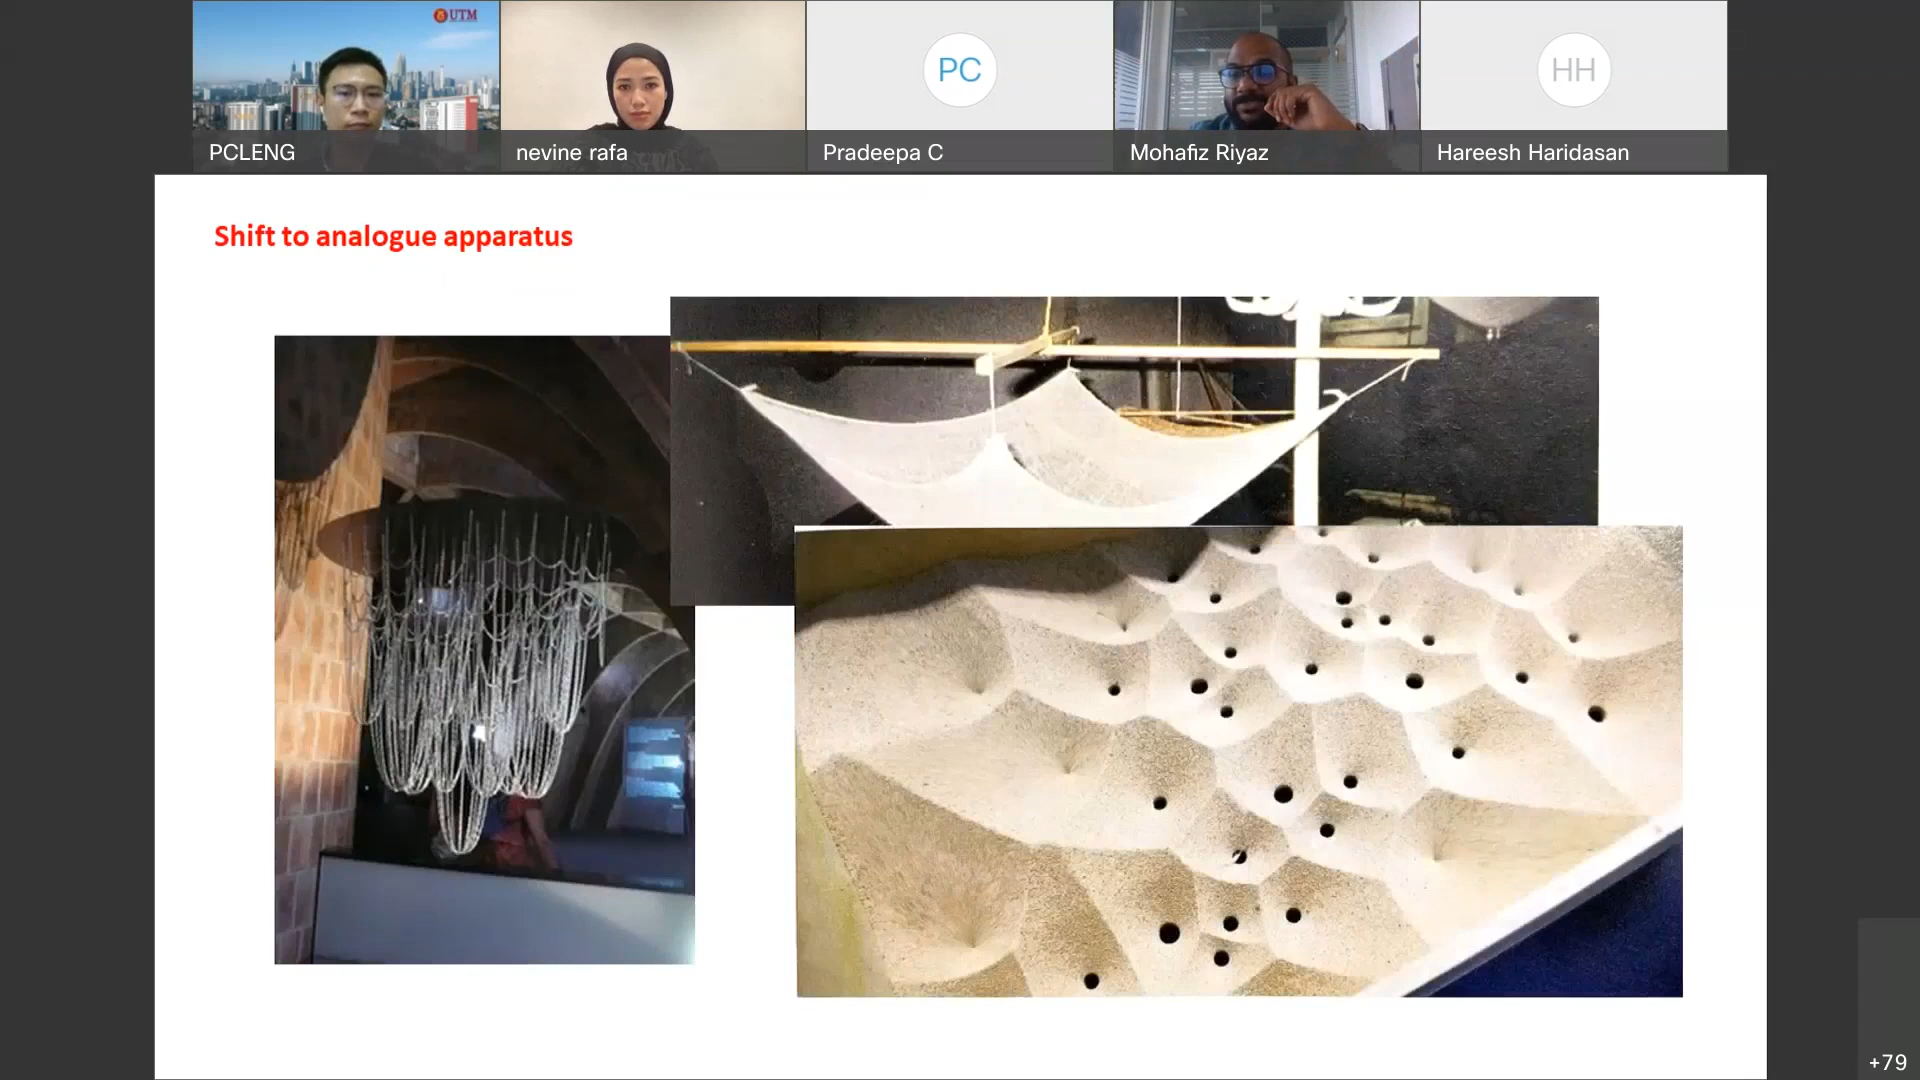 UTM
PC
HH
PCLENG
nevine rafa
Pradeepa C
Mohafiz Riyaz
Hareesh Haridasan
Shift to analogue apparatus
+79